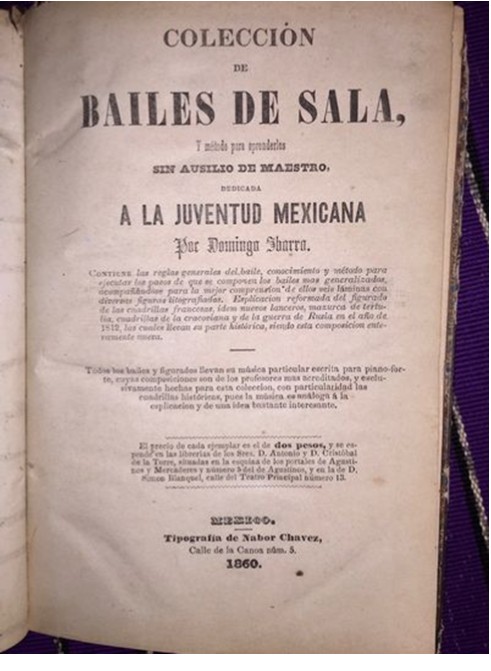 COLECCIÓN
DE
BAILES DE SALA,
Y método para aprenderlos
SIN AUSILIO DE MAESTRO,
DEDICADA
A LA JUVENTUD MEXICANA
Por Domingo Ibarra.
CONTIENE las reglas generales del baile, conocimiento y método para
ejecutar los pasos de que se componen los bailes mas generalizados,
acompañándose para la mejor comprension de ellos seis láminas con
diversas figuras litografiadas. Esplicacion reformada del figurado
de las cuadrillas francesas, idem nuevos lanceros, mazurca de tertu-
lia, cuadrillas de la cracoviana y de la guerra de Rusia en el año de
1812, las cuales llevan su parte histórica, siendo esta composicion ente-
ramente nueva.
Todos los bailes y figurados llevan su música particular escrita para piano-for-
te, cuyas composiciones son de los profesores mas acreditados, y esclusi-
vamente hechas para esta coleccion, con particularidad las
cuadrillas históricas, pues la música es análoga á la
esplicacion y de una idea bastante interesante.
El precio de cada ejemplar es el de dos pesos, y se es-
pende en las librerías de los Sres. D. Antonio y D. Cristóbal
de la Torre, situadas en la esquina de los portales de Agusti-
nos y Mercaderes y número 5 del de Agustinos, y en la de D.
Simon Blanquel, calle del Teatro Principal número 13.
MEXICO.
Tipografía de Nabor Chavez,
Calle de la Canoa núm. 5.
1860.